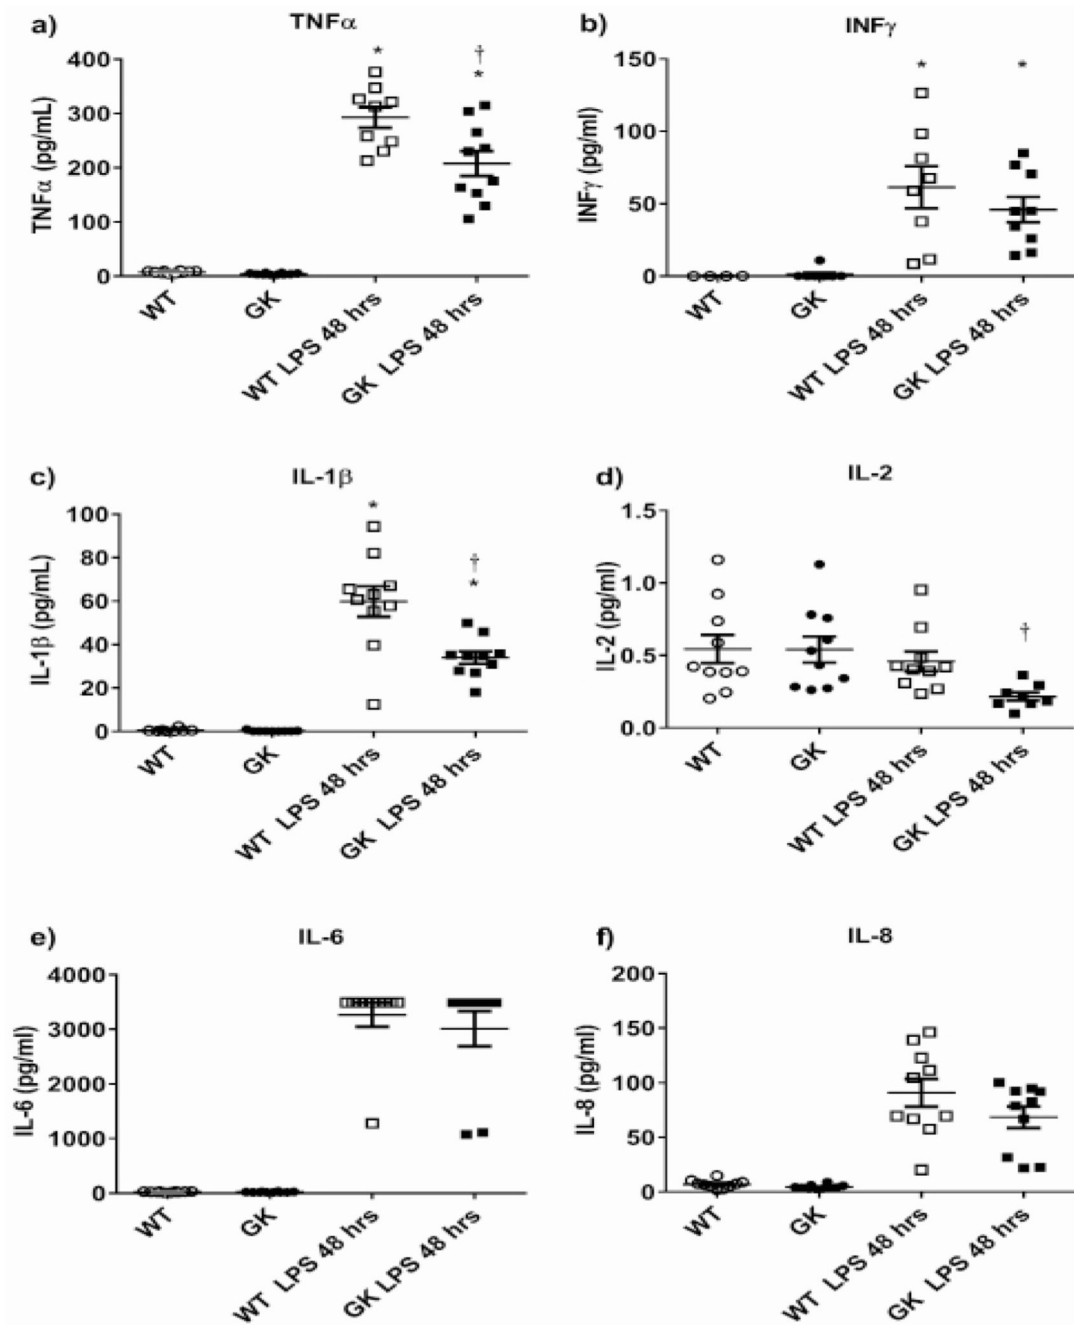 a)
TNFα
TNFα (pg/mL)
400
300
200
100
0
*
†
*
WT
GK
WT LPS 48 hrs
GK LPS 48 hrs
b)
INFγ
INFγ (pg/ml)
150
100
50
0
*
*
WT
GK
WT LPS 48 hrs
GK LPS 48 hrs
c)
IL-1β
IL-1β (pg/mL)
100
80
60
40
20
0
*
†
*
WT
GK
WT LPS 48 hrs
GK LPS 48 hrs
d)
IL-2
IL-2 (pg/ml)
1.5
1.0
0.5
0.0
†
WT
GK
WT LPS 48 hrs
GK LPS 48 hrs
e)
IL-6
IL-6 (pg/ml)
4000
3000
2000
1000
0
WT
GK
WT LPS 48 hrs
GK LPS 48 hrs
f)
IL-8
IL-8 (pg/ml)
200
150
100
50
0
WT
GK
WT LPS 48 hrs
GK LPS 48 hrs